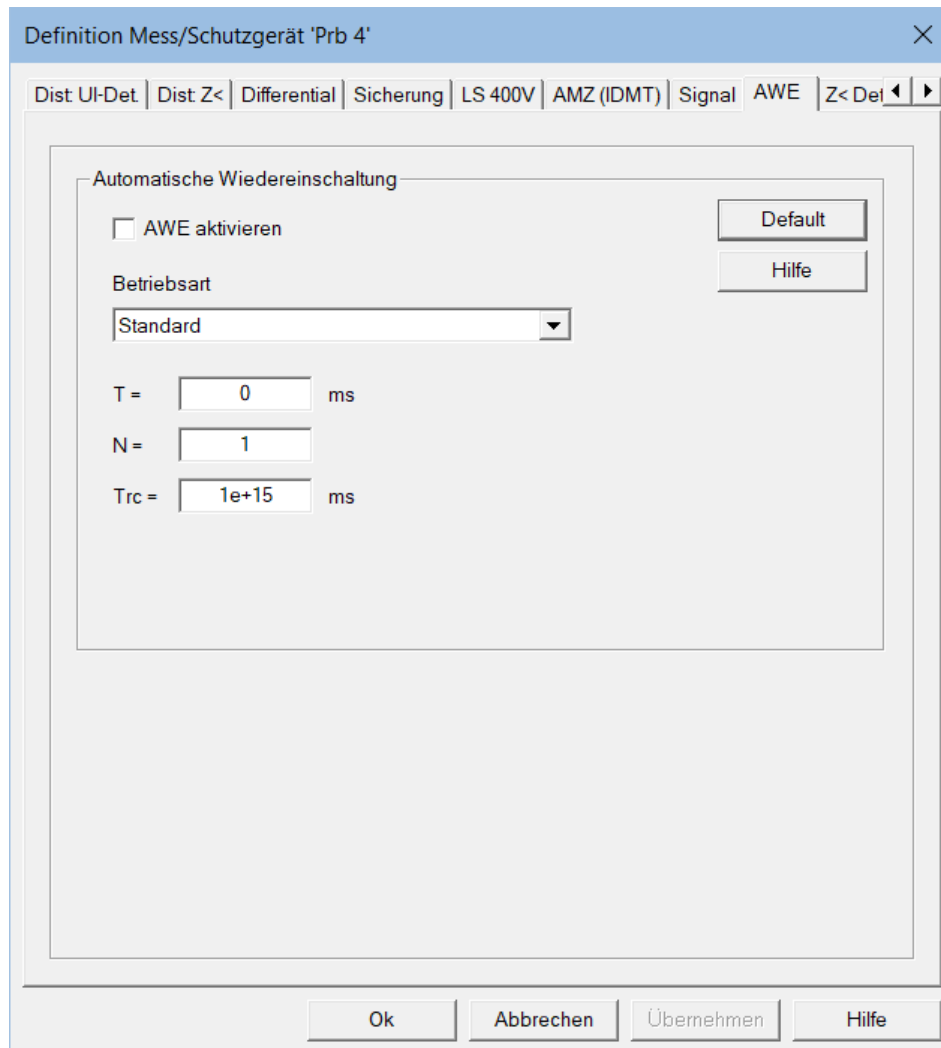 Definition Mess/Schutzgerät 'Prb 4'
Dist: UI-Det. Dist: Z< Differential Sicherung LS 400V AMZ (IDMT) Signal AWE Z< Det
Automatische Wiedereinschaltung
AWE aktivieren
Default
Hilfe
Betriebsart
Standard
T = 0 ms
N = 1
Trc = 1e+15 ms
Ok Abbrechen Übernehmen Hilfe